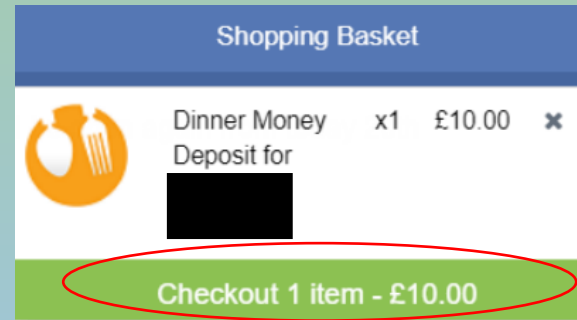 Shopping Basket
Dinner Money x1 £10.00 ×
Deposit for
Checkout 1 item - £10.00